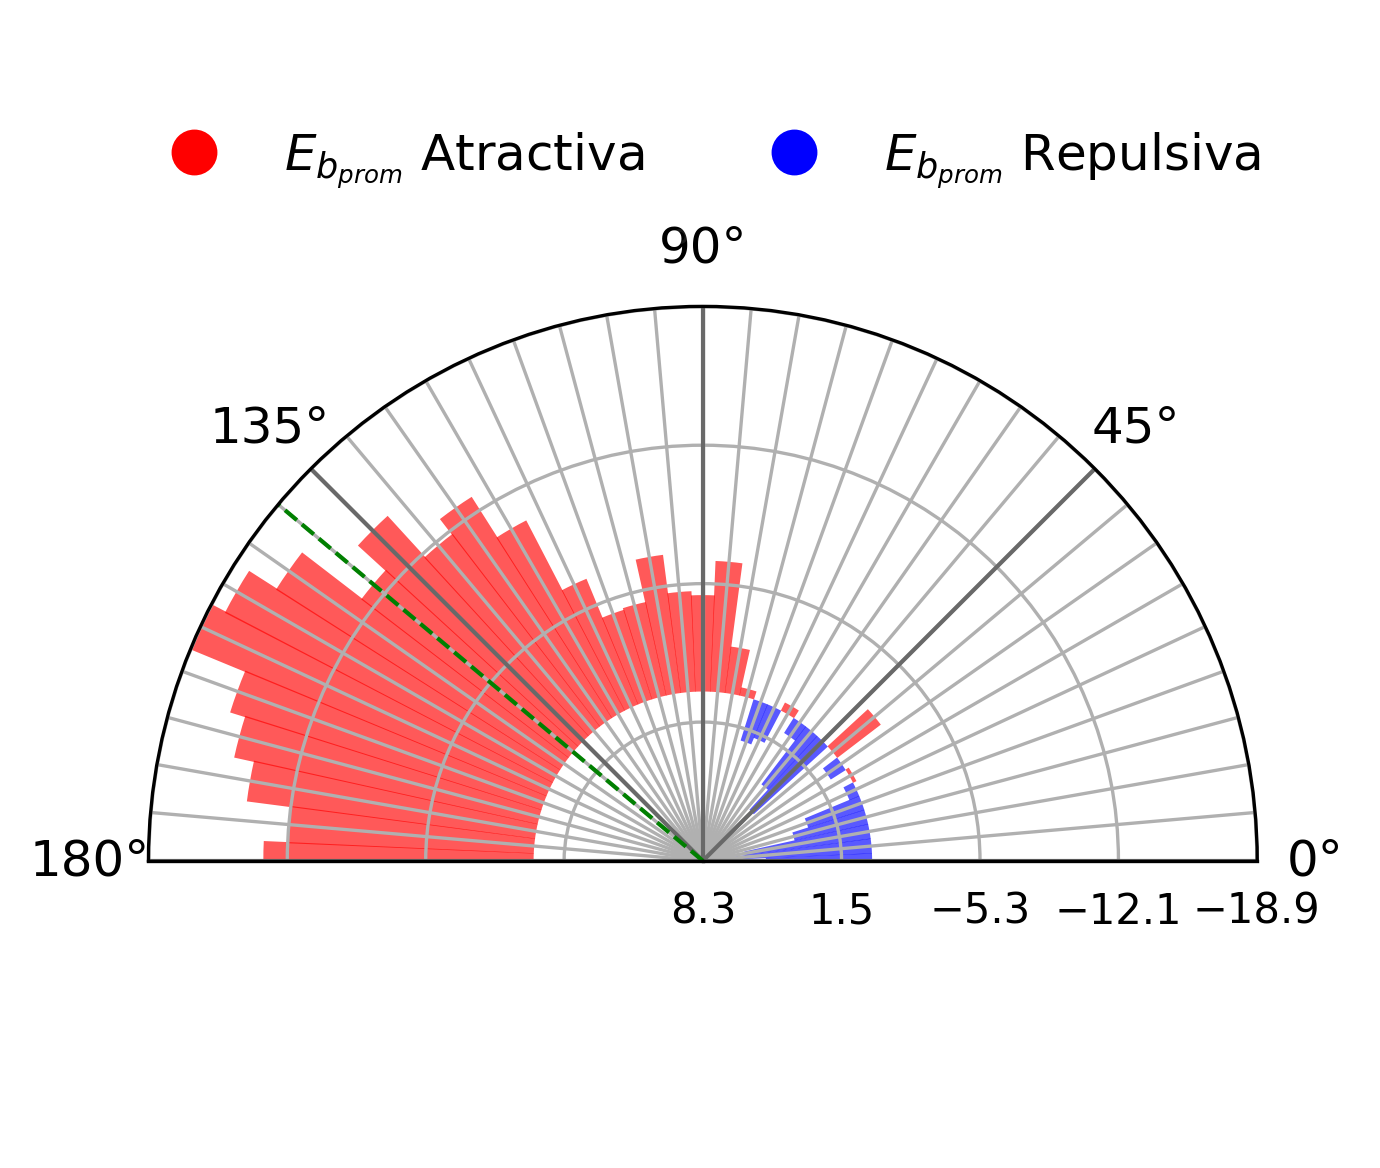 E_{b_{prom}} Atractiva E_{b_{prom}} Repulsiva
90°
135° 45°
180° 0°
8.3 1.5 −5.3 −12.1 −18.9